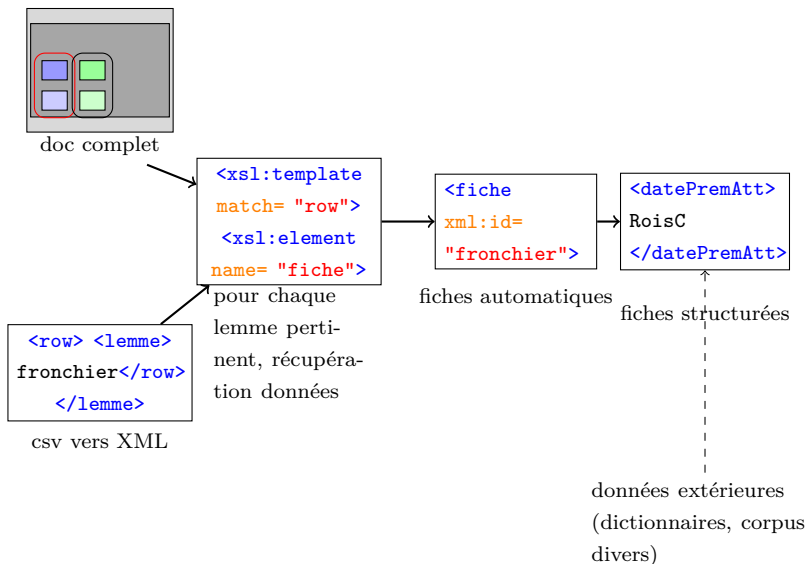 doc complet
<xsl:template
match= "row">
<xsl:element
name= "fiche">
pour chaque
lemme perti-
nent, récupéra-
tion données
<row> <lemme>
fronchier</row>
</lemme>
csv vers XML
<fiche
xml:id=
"fronchier">
fiches automatiques
<datePremAtt>
RoisC
</datePremAtt>
fiches structurées
données extérieures
(dictionnaires, corpus
divers)